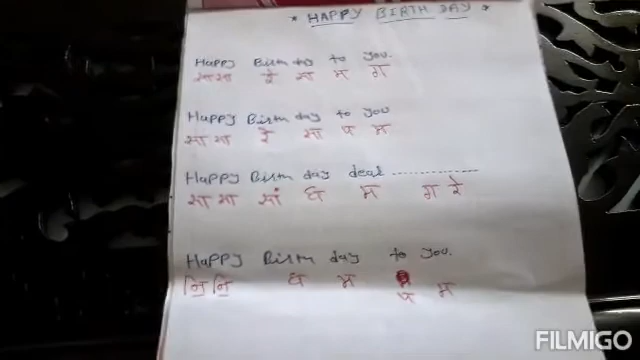 * HAPPY BIRTH DAY *
Happy Birth day to you.
सा सा रे सा म ग
Happy Birth day to you
सा सा रे सा प म
Happy Birth day dear ..............
सा सा सां ध म ग रे
Happy Birth day to you.
नि नि ध म प म
FILMIGO